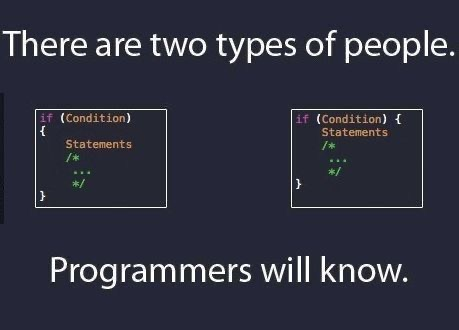 There are two types of people.
if (Condition)
{
    Statements
    /*
     ...
     */
}
if (Condition) {
    Statements
    /*
     ...
     */
}
Programmers will know.